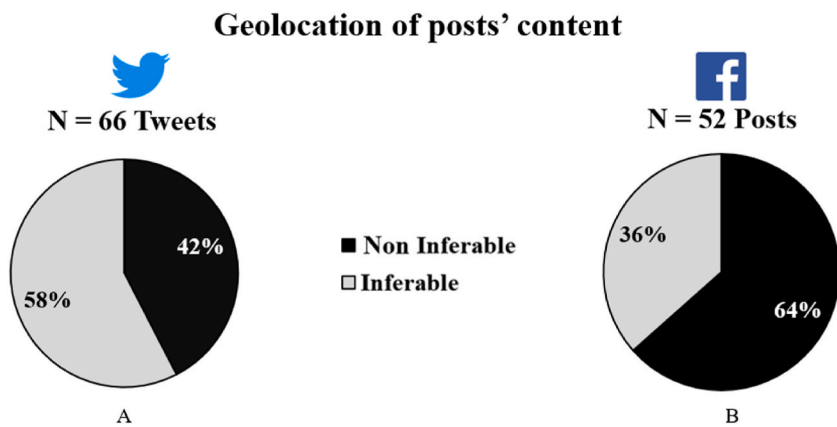 Geolocation of posts’ content
N = 66 Tweets
42%
58%
A
Non Inferable
Inferable
f
N = 52 Posts
36%
64%
B